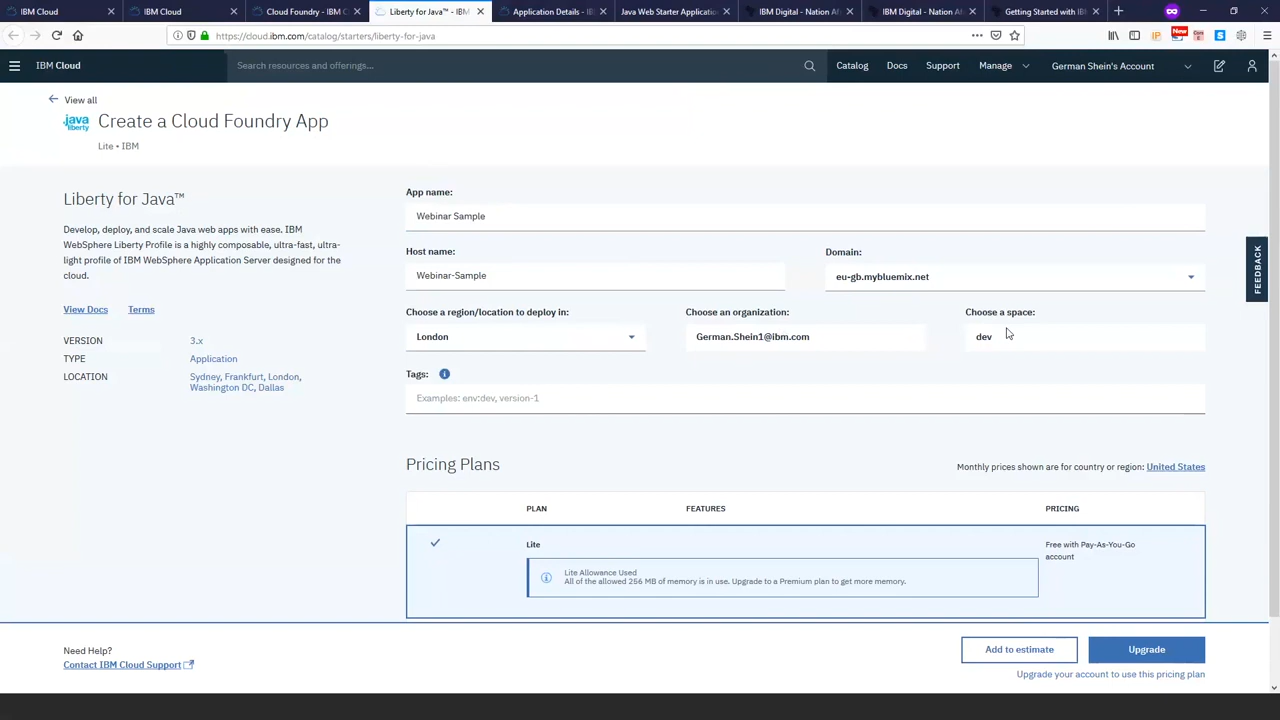 IBM Cloud
IBM Cloud
Cloud Foundry - IBM C
Liberty for Java™ - IBM
Application Details - IB
Java Web Starter Application
IBM Digital - Nation Af
IBM Digital - Nation Af
Getting Started with IB
https://cloud.ibm.com/catalog/starters/liberty-for-java
New
IBM Cloud
Search resources and offerings...
Catalog
Docs
Support
Manage
German Shein's Account
View all
java
liberty
Create a Cloud Foundry App
Lite • IBM
Liberty for Java™
Develop, deploy, and scale Java web apps with ease. IBM
WebSphere Liberty Profile is a highly composable, ultra-fast, ultra-
light profile of IBM WebSphere Application Server designed for the
cloud.
View Docs
Terms
VERSION 3.x
TYPE Application
LOCATION Sydney, Frankfurt, London,
Washington DC, Dallas
App name:
Webinar Sample
Host name:
Webinar-Sample
Domain:
eu-gb.mybluemix.net
Choose a region/location to deploy in:
London
Choose an organization:
German.Shein1@ibm.com
Choose a space:
dev
Tags:
Examples: env:dev, version-1
Pricing Plans
Monthly prices shown are for country or region: United States
PLAN FEATURES PRICING
Lite
Free with Pay-As-You-Go
account
Lite Allowance Used
All of the allowed 256 MB of memory is in use. Upgrade to a Premium plan to get more memory.
FEEDBACK
Need Help?
Contact IBM Cloud Support
Add to estimate
Upgrade
Upgrade your account to use this pricing plan